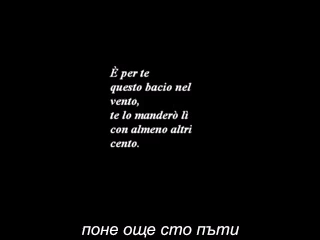 È per te
questo bacio nel
vento,
te lo manderò lì
con almeno altri
cento.
поне още сто пъти